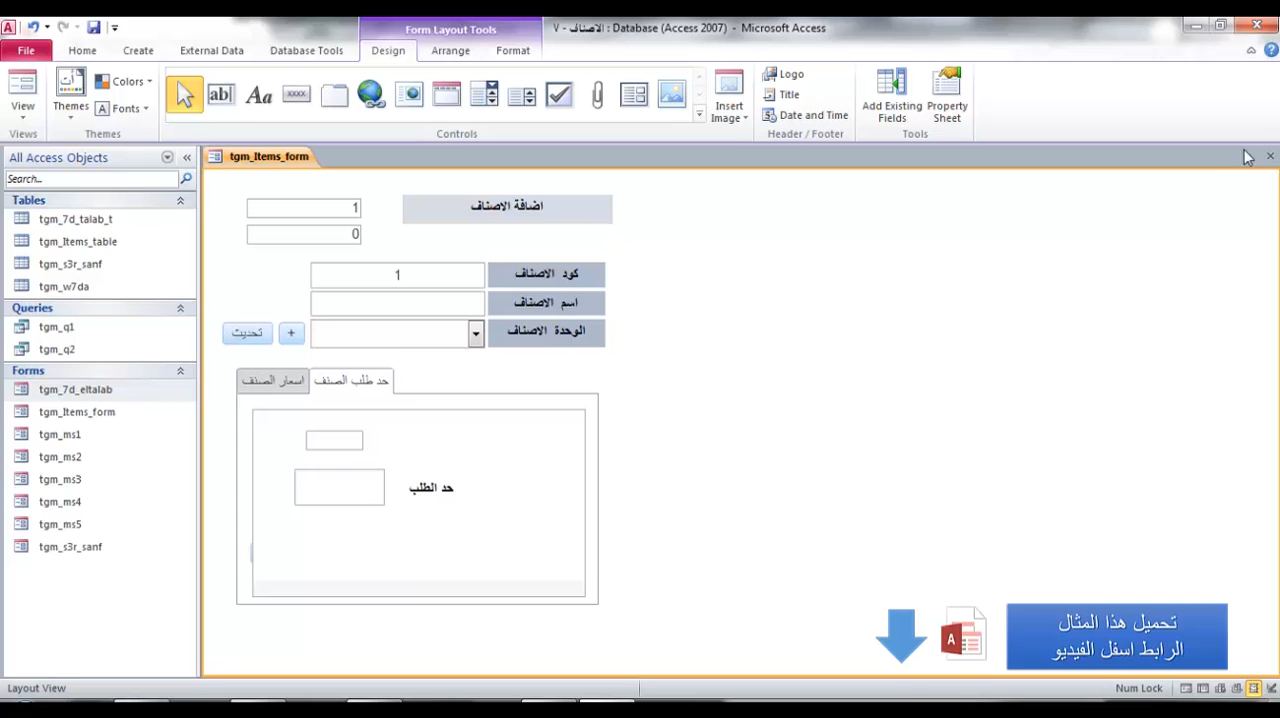 Form Layout Tools
V - الاصناف : Database (Access 2007) - Microsoft Access
File Home Create External Data Database Tools Design Arrange Format
View
Views
Themes
Colors
Fonts
Themes
Controls
Insert
Image
Logo
Title
Date and Time
Header / Footer
Add Existing
Fields
Property
Sheet
Tools
All Access Objects
Search...
Tables
tgm_7d_talab_t
tgm_Items_table
tgm_s3r_sanf
tgm_w7da
Queries
tgm_q1
tgm_q2
Forms
tgm_7d_eltalab
tgm_Items_form
tgm_ms1
tgm_ms2
tgm_ms3
tgm_ms4
tgm_ms5
tgm_s3r_sanf
tgm_Items_form
اضافة الاصناف
1
0
كود الاصناف
1
اسم الاصناف
الوحدة الاصناف
+
تحديث
حد طلب الصنف
اسعار الصنف
حد الطلب
تحميل هذا المثال
الرابط اسفل الفيديو
Layout View
Num Lock